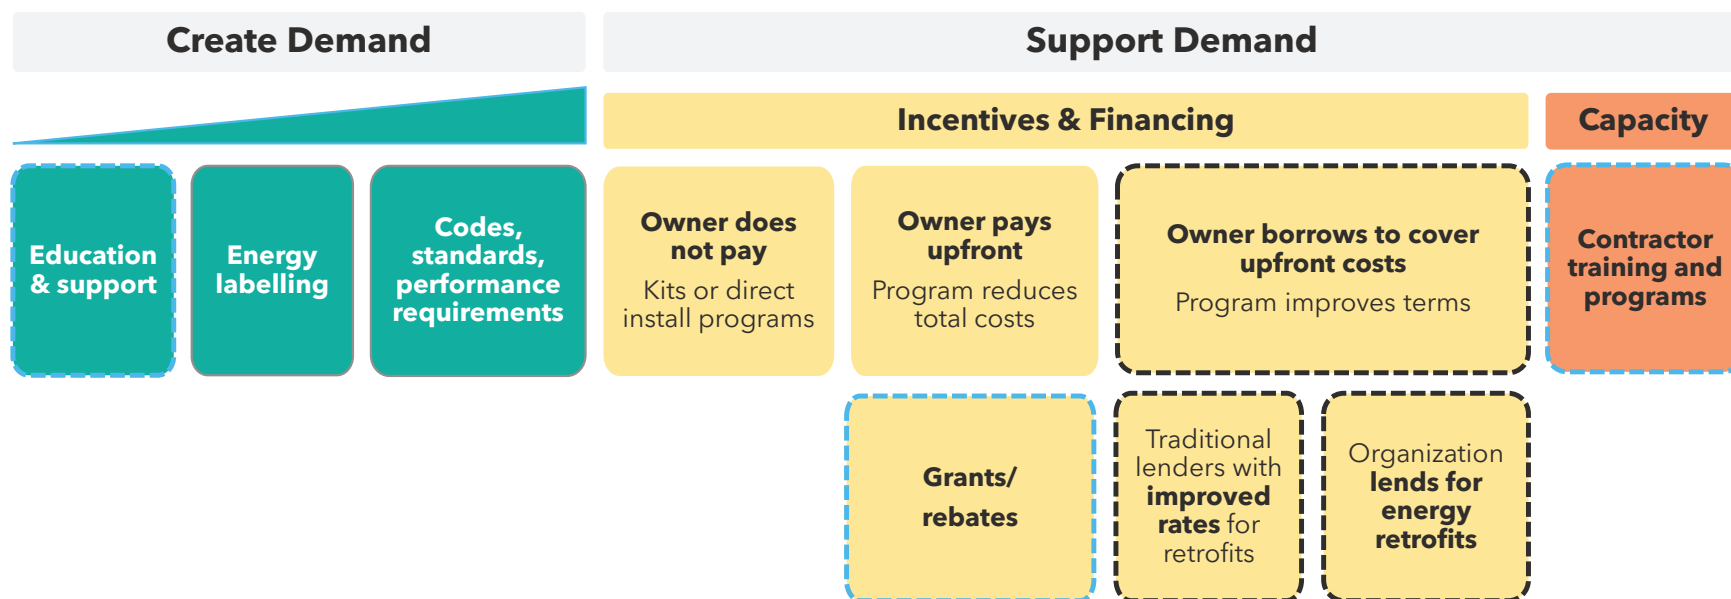 Create Demand
Support Demand
Incentives & Financing
Capacity
Education
& support
Energy
labelling
Codes,
standards,
performance
requirements
Owner does
not pay
Kits or direct
install programs
Owner pays
upfront
Program reduces
total costs
Owner borrows to cover
upfront costs
Program improves terms
Contractor
training and
programs
Grants/
rebates
Traditional
lenders with
improved
rates for
retrofits
Organization
lends for
energy
retrofits